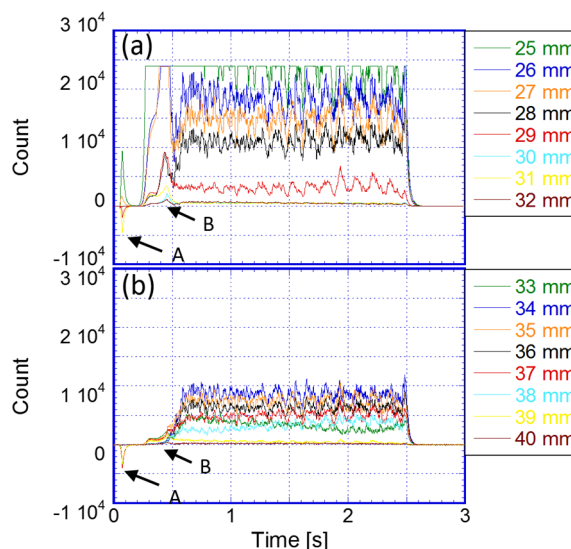 (a)
3 10⁴
2 10⁴
1 10⁴
0
-1 10⁴
Count
A
B
25 mm
26 mm
27 mm
28 mm
29 mm
30 mm
31 mm
32 mm
(b)
3 10⁴
2 10⁴
1 10⁴
0
-1 10⁴
Count
A
B
33 mm
34 mm
35 mm
36 mm
37 mm
38 mm
39 mm
40 mm
0 1 2 3
Time [s]